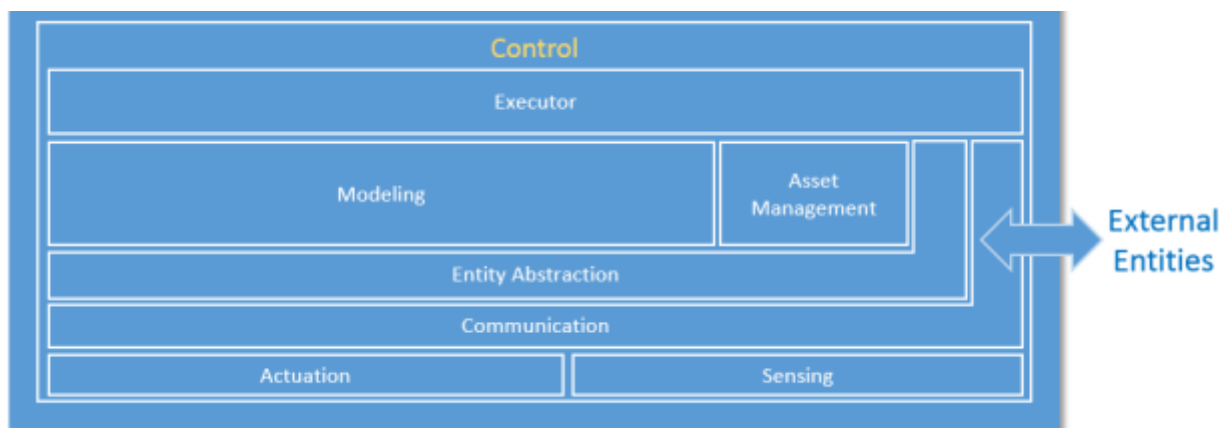 Control
Executor
Modeling
Asset
Management
External
Entities
Entity Abstraction
Communication
Actuation
Sensing